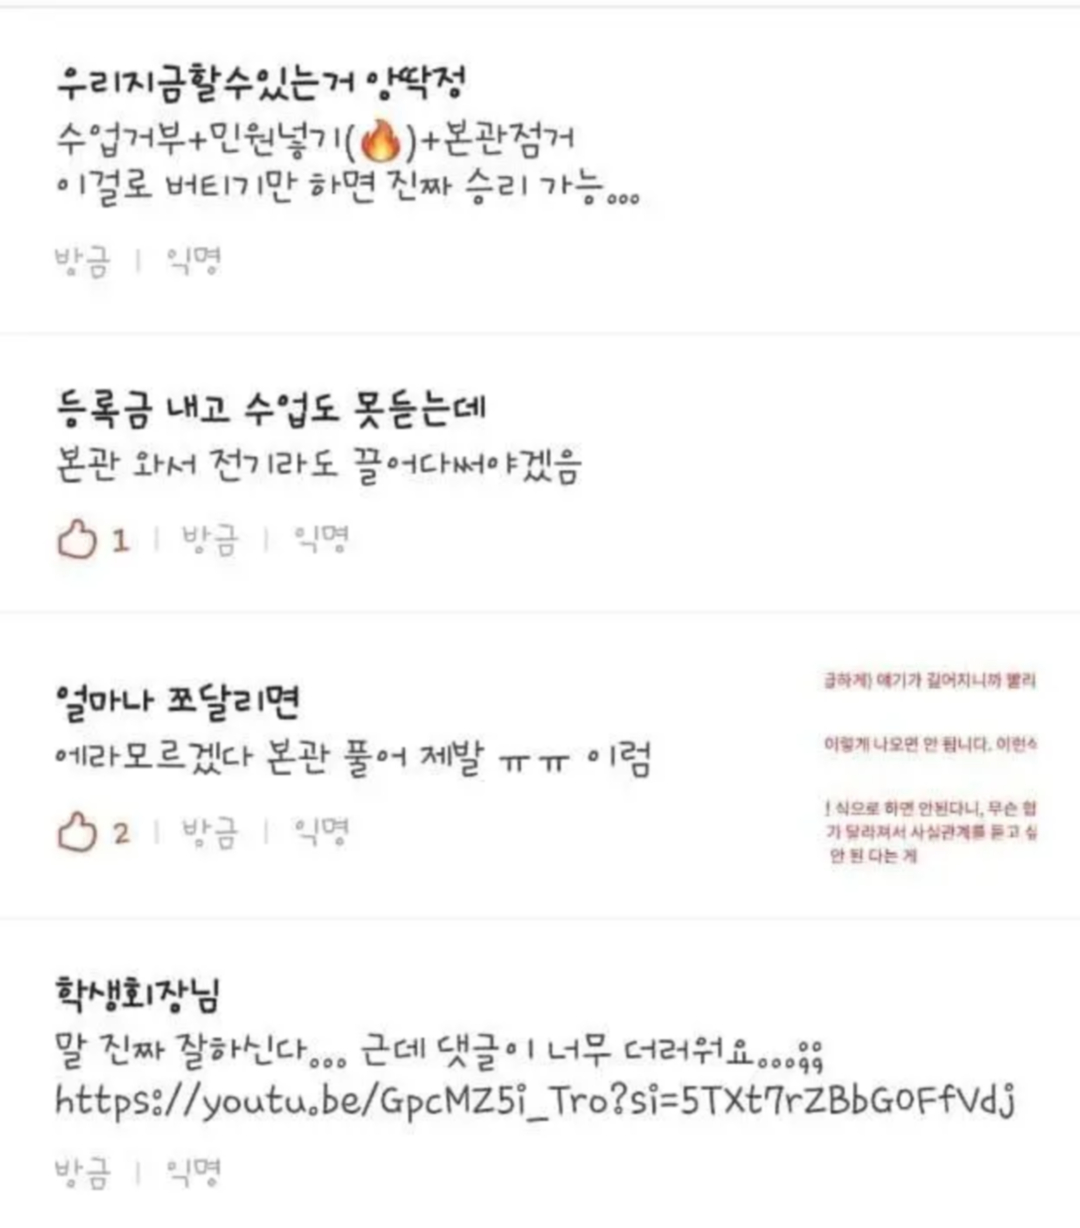 우리지금할수있는거 앙딱정
수업거부+민원넣기(🔥)+본관점거
이걸로 버티기만 하면 진짜 승리 가능...
방금 | 익명
등록금 내고 수업도 못듣는데
본관 와서 전기라도 끌어다써야겠음
1 | 방금 | 익명
얼마나 쪼달리면
에라모르겠다 본관 풀어 제발 ㅠㅠ 이럼
2 | 방금 | 익명
급하게) 얘기가 길어지니까 빨리
이렇게 나오면 안 됩니다. 이런
식으로 하면 안된다니, 무슨 협
가 달라져서 사실관계를 듣고 싶
안 된 다는 게
학생회장님
말 진짜 잘하신다... 근데 댓글이 너무 더러워요...;;
https://youtu.be/GpcMZ5i_Tro?si=5TXt7rZBbGOFfVdj
방금 | 익명